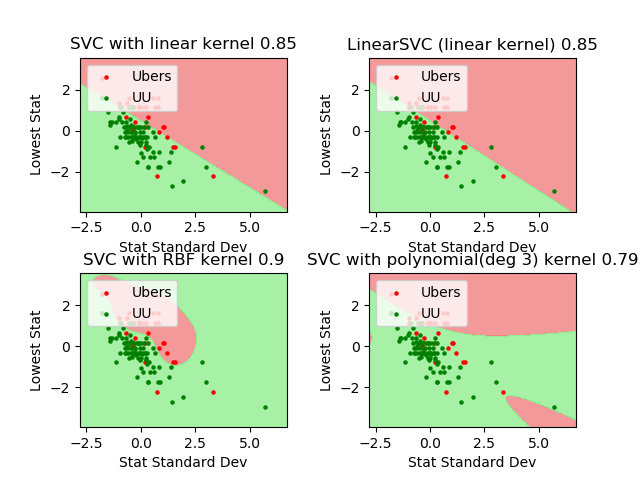 SVC with linear kernel 0.85
LinearSVC (linear kernel) 0.85
Ubers
UU
Ubers
UU
2
0
−2
2
0
−2
Lowest Stat
Lowest Stat
−2.5 0.0 2.5 5.0
−2.5 0.0 2.5 5.0
Stat Standard Dev
Stat Standard Dev
SVC with RBF kernel 0.9
SVC with polynomial(deg 3) kernel 0.79
Ubers
UU
Ubers
UU
2
0
−2
2
0
−2
Lowest Stat
Lowest Stat
−2.5 0.0 2.5 5.0
−2.5 0.0 2.5 5.0
Stat Standard Dev
Stat Standard Dev